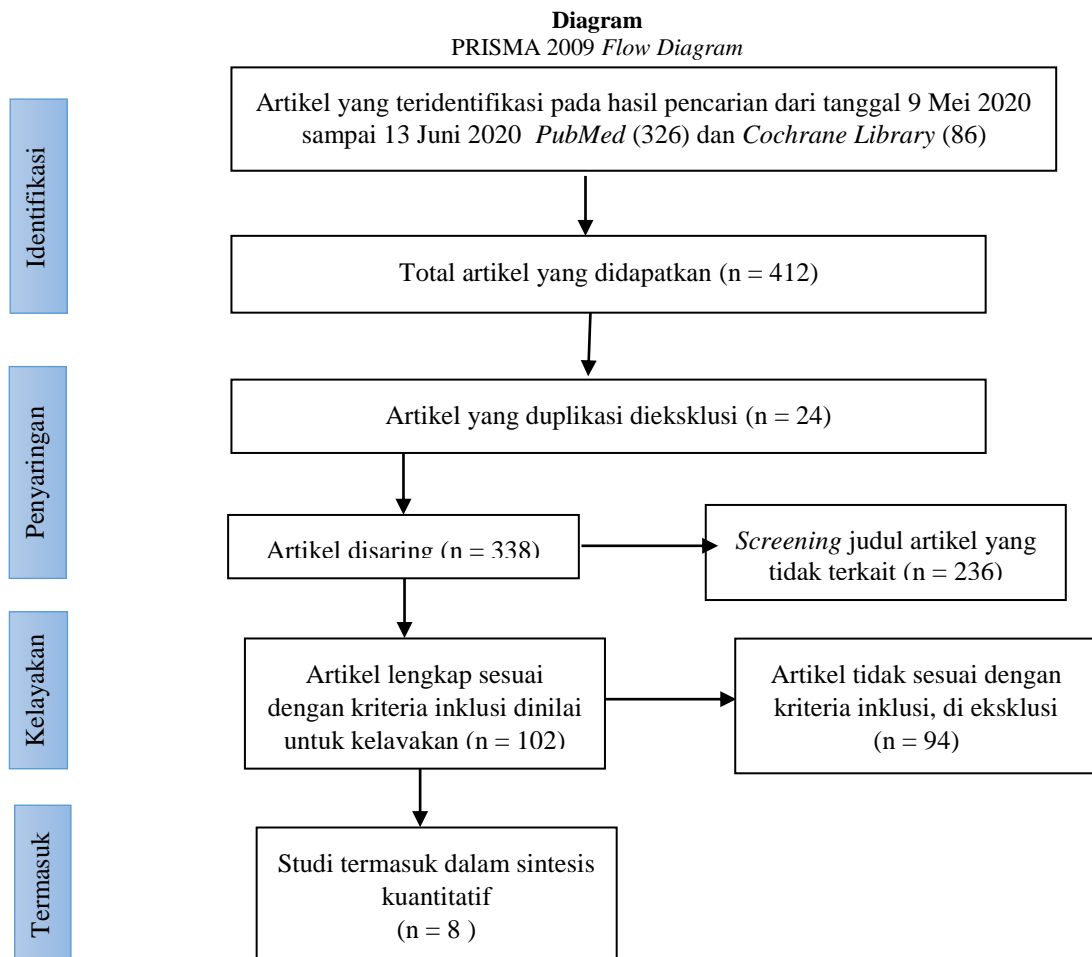 Diagram
PRISMA 2009 Flow Diagram
Identifikasi
Artikel yang teridentifikasi pada hasil pencarian dari tanggal 9 Mei 2020
sampai 13 Juni 2020 PubMed (326) dan Cochrane Library (86)
Total artikel yang didapatkan (n = 412)
Penyaringan
Artikel yang duplikasi dieksklusi (n = 24)
Artikel disaring (n = 338)
Screening judul artikel yang
tidak terkait (n = 236)
Kelayakan
Artikel lengkap sesuai
dengan kriteria inklusi dinilai
untuk kelayakan (n = 102)
Artikel tidak sesuai dengan
kriteria inklusi, di eksklusi
(n = 94)
Termasuk
Studi termasuk dalam sintesis
kuantitatif
(n = 8 )